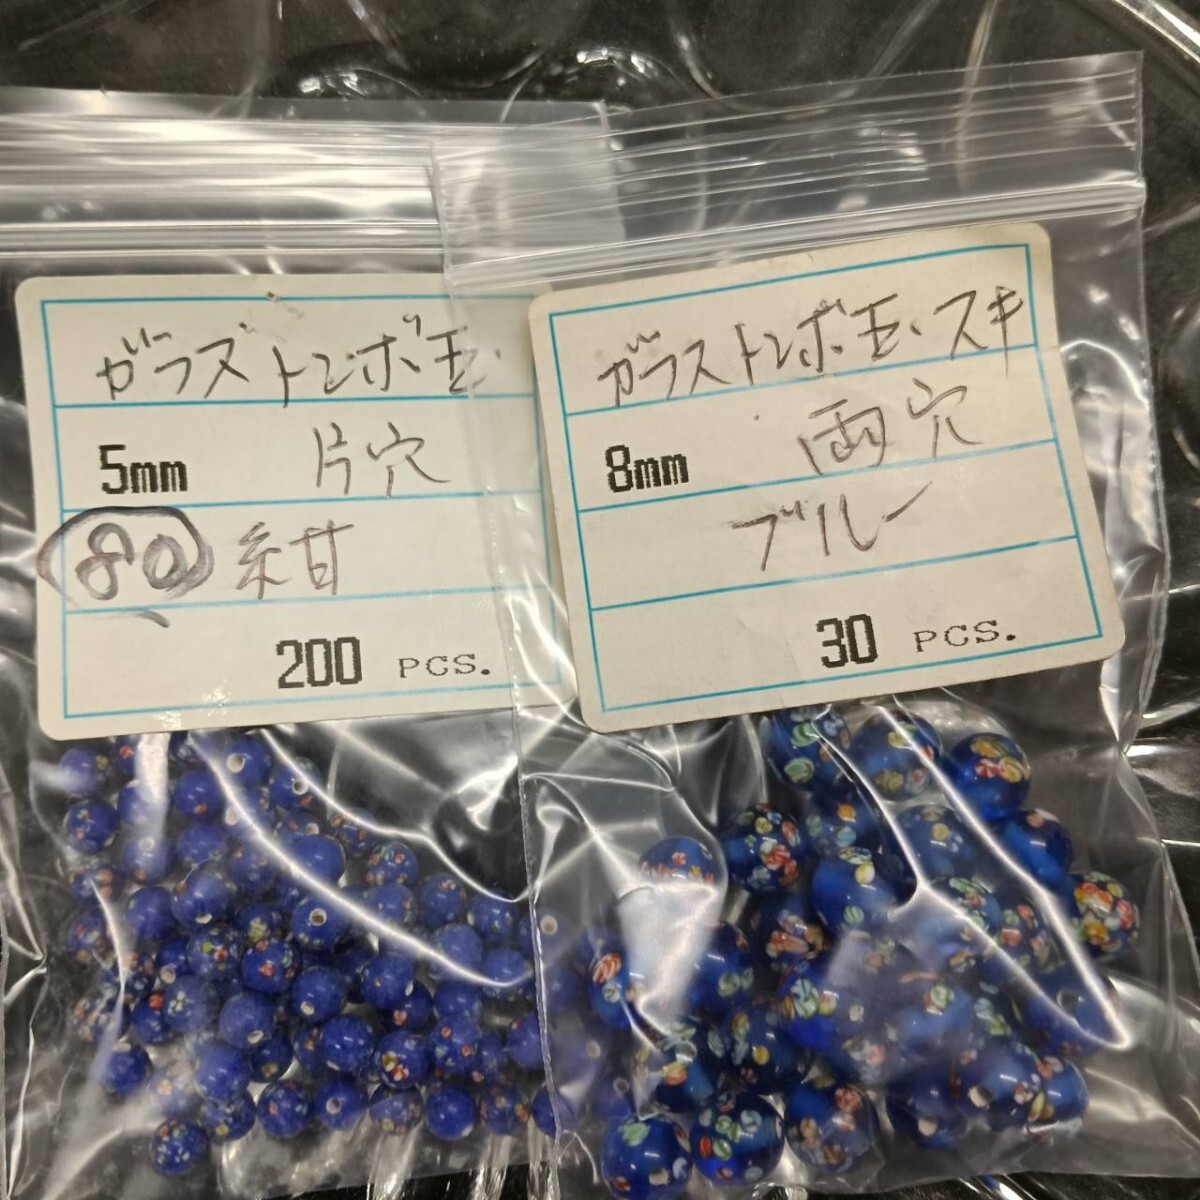 ガラス トンボ玉.
5mm 片穴
80 紺
200 PCS.
ガラストンボ玉.スキ
8mm 両穴
ブルー
30 PCS.